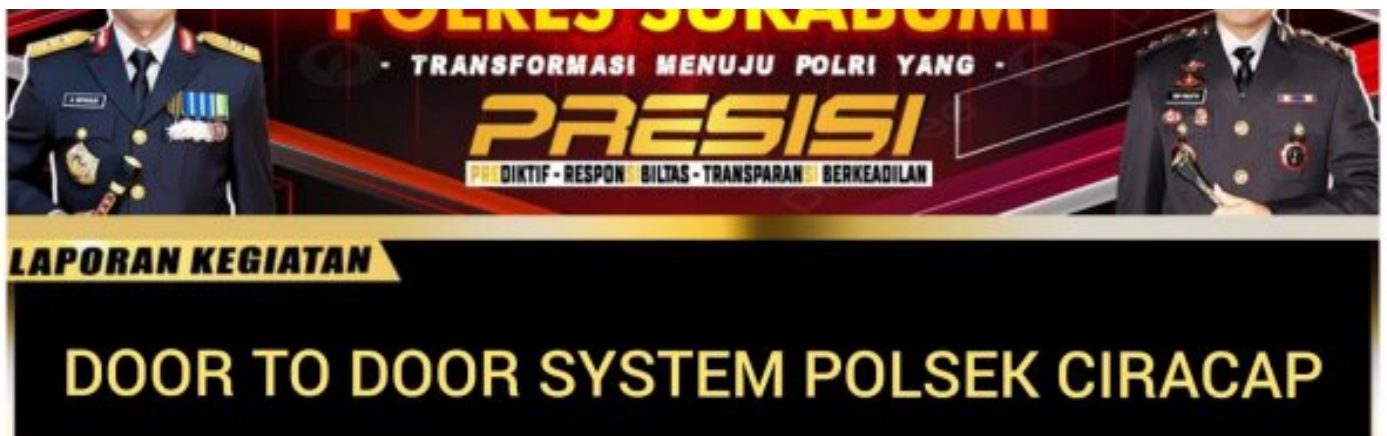 POLRES SUKABUMI
- TRANSFORMASI MENUJU POLRI YANG -
PRESISI
PREDIKTIF - RESPONSIBILTAS - TRANSPARANSI BERKEADILAN
LAPORAN KEGIATAN
DOOR TO DOOR SYSTEM POLSEK CIRACAP